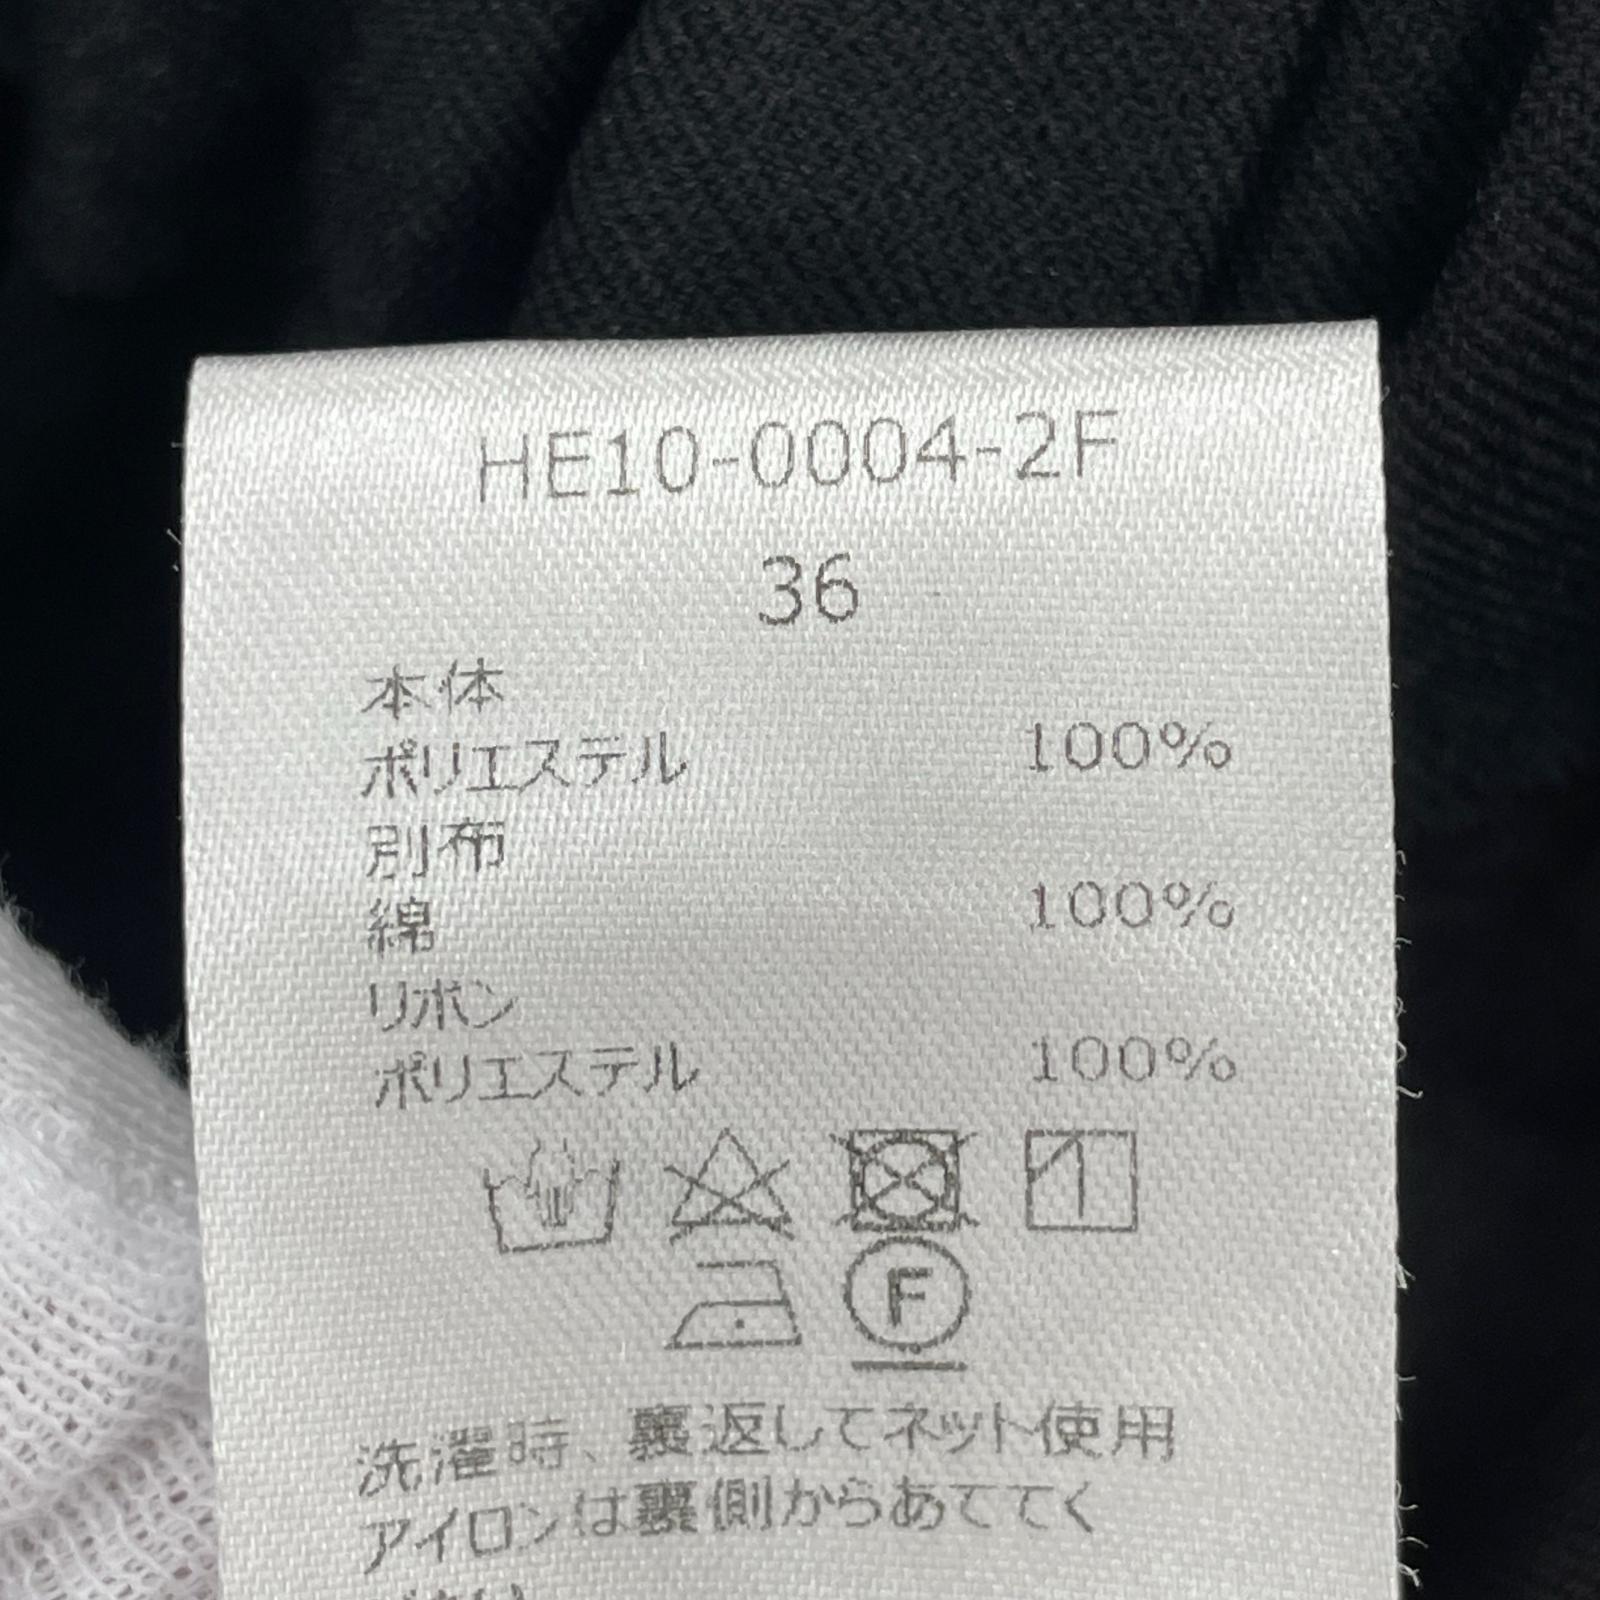 HE10-0004-2F
36
本体
ポリエステル 100%
別布
綿 100%
リボン
ポリエステル 100%
F
洗濯時、裏返してネット使用
アイロンは裏側からあててく